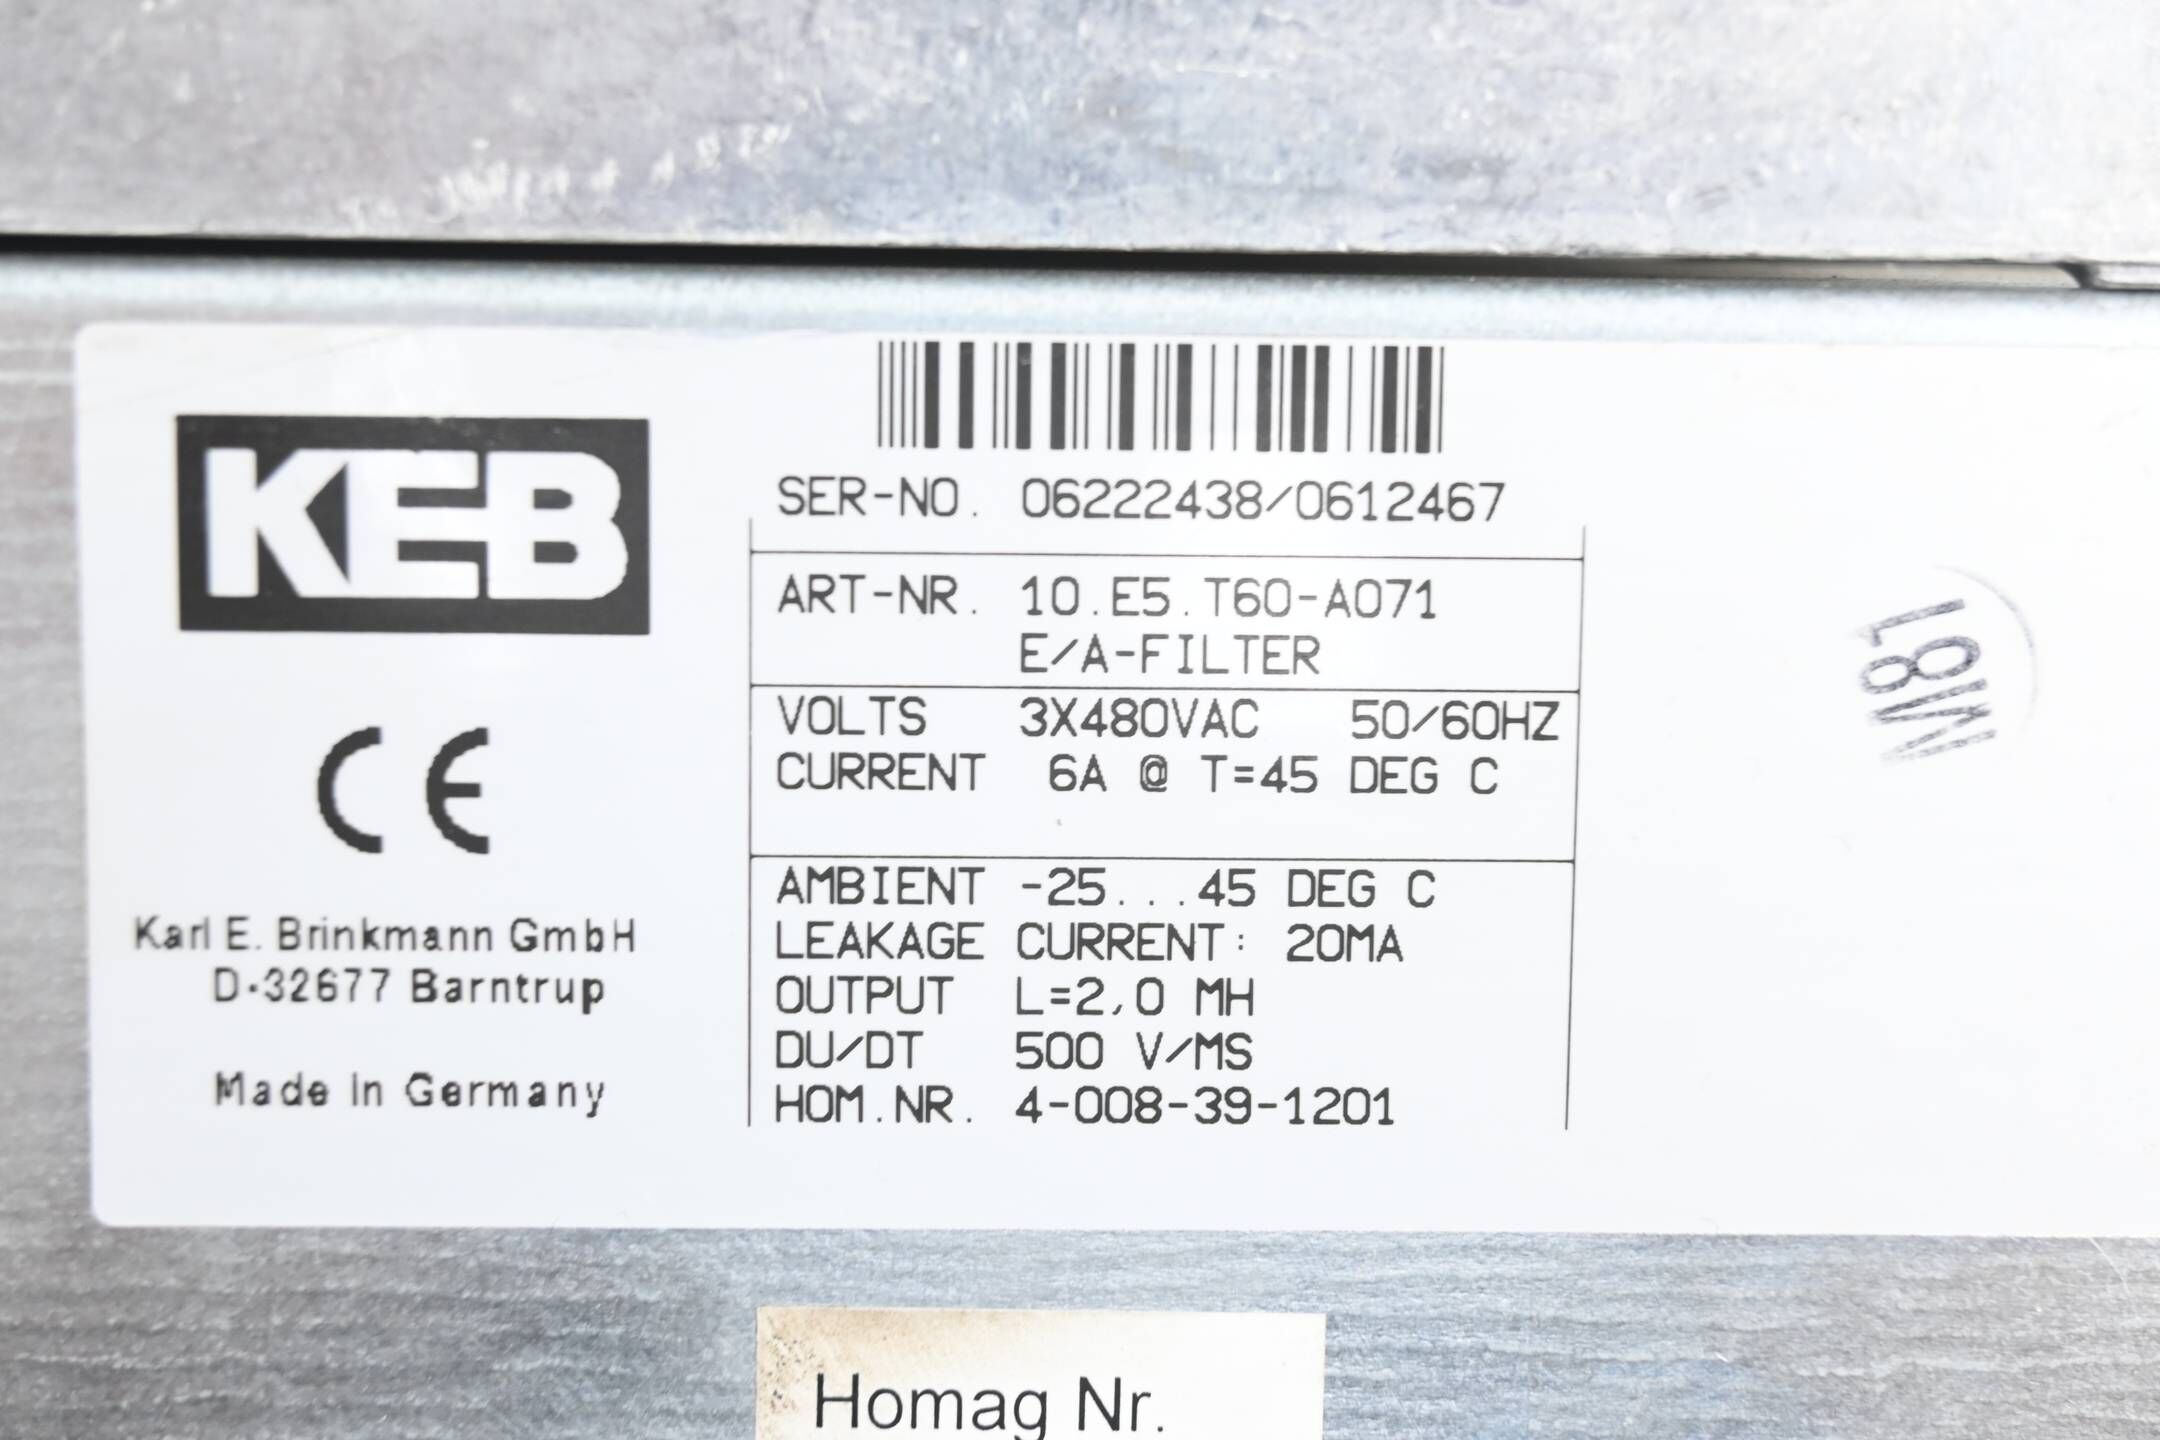 KEB
CE
Karl E. Brinkmann GmbH
D-32677 Barntrup
Made in Germany
SER-NO. 06222438/0612467
ART-NR. 10.E5.T60-A071
E/A-FILTER
VOLTS 3X480VAC 50/60HZ
CURRENT 6A @ T=45 DEG C
AMBIENT -25...45 DEG C
LEAKAGE CURRENT: 20MA
OUTPUT L=2,0 MH
DU/DT 500 V/MS
HOM.NR. 4-008-39-1201
Homag Nr.